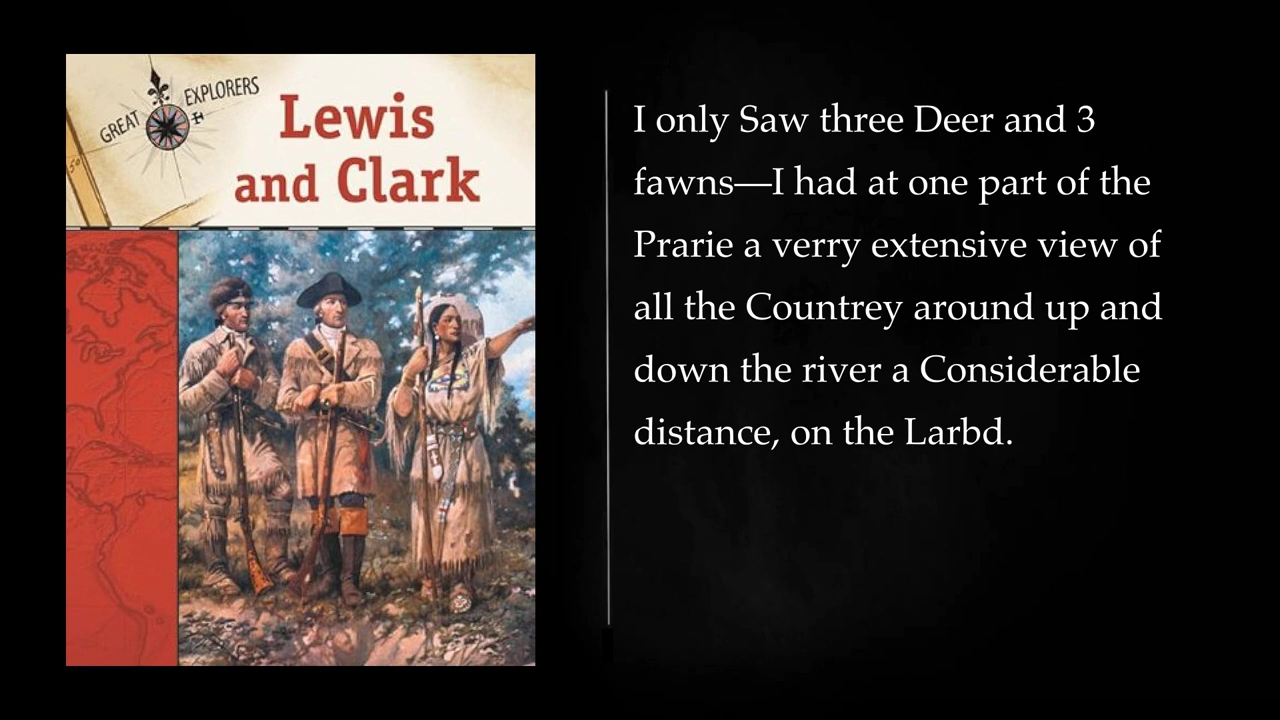 GREAT EXPLORERS
Lewis
and Clark
50
I only Saw three Deer and 3
fawns—I had at one part of the
Prarie a verry extensive view of
all the Countrey around up and
down the river a Considerable
distance, on the Larbd.